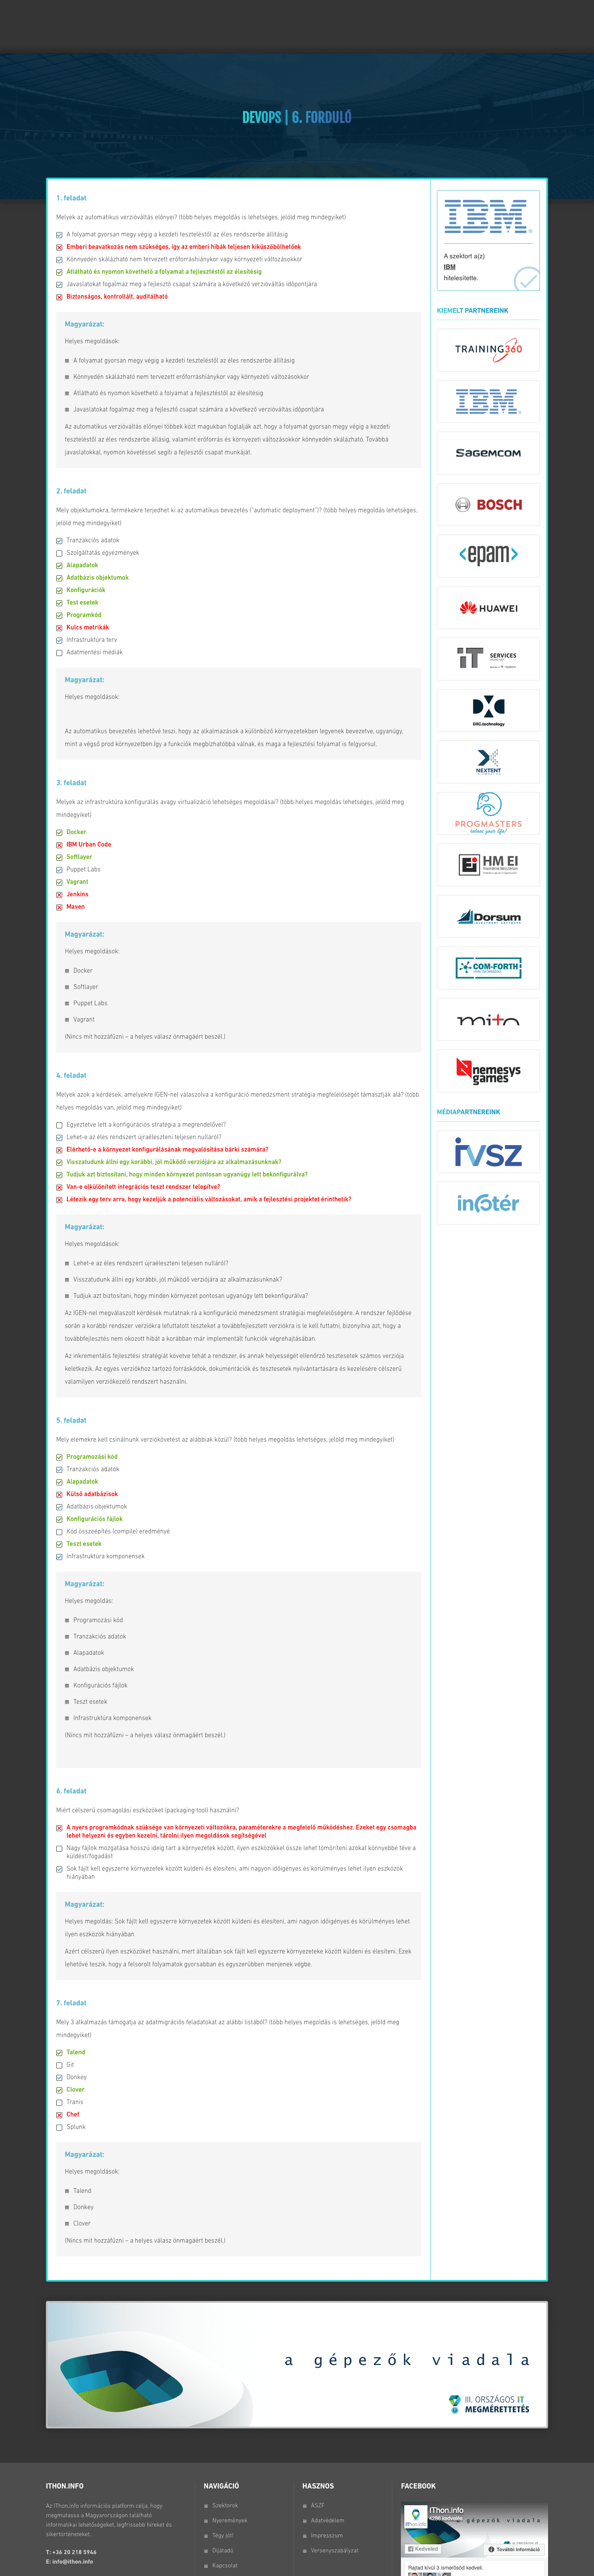 DEVOPS | 6. FORDULÓ
1. feladat
Melyek az automatikus verzióváltás előnyei? (több helyes megoldás is lehetséges, jelöld meg mindegyiket)
A folyamat gyorsan megy végig a kezdeti teszteléstől az éles rendszerbe állításig
Emberi beavatkozás nem szükséges, így az emberi hibák teljesen kiküszöbölhetőek
Könnyedén skálázható nem tervezett erőforráshiánykor vagy környezeti változásokkor
Átlátható és nyomon követhető a folyamat a fejlesztéstől az élesítésig
Javaslatokat fogalmaz meg a fejlesztő csapat számára a következő verzióváltás időpontjára
Biztonságos, kontrollált, auditálható
Magyarázat:
Helyes megoldások:
A folyamat gyorsan megy végig a kezdeti teszteléstől az éles rendszerbe állításig
Könnyedén skálázható nem tervezett erőforráshiánykor vagy környezeti változásokkor
Átlátható és nyomon követhető a folyamat a fejlesztéstől az élesítésig
Javaslatokat fogalmaz meg a fejlesztő csapat számára a következő verzióváltás időpontjára
Az automatikus verzióváltás előnyei többek közt magukban foglalják azt, hogy a folyamat gyorsan megy végig a kezdeti
teszteléstől az éles rendszerbe állásig, valamint erőforrás és környezeti változásokkor könnyedén skálázható. Továbbá
javaslatokkal, nyomon követéssel segíti a fejlesztői csapat munkáját.
2. feladat
Mely objektumokra, termékekre terjedhet ki az automatikus bevezetés ("automatic deployment")? (több helyes megoldás lehetséges,
jelöld meg mindegyiket)
Tranzakciós adatok
Szolgáltatás egyezmények
Alapadatok
Adatbázis objektumok
Konfigurációk
Test esetek
Programkód
Kulcs metrikák
Infrastruktúra terv
Adatmentési médiák
Magyarázat:
Helyes megoldások:
Az automatikus bevezetés lehetővé teszi, hogy az alkalmazások a különböző környezetekben legyenek bevezetve, ugyanúgy,
mint a végső prod környezetben.Így a funkciók megbízhatóbbá válnak, és maga a fejlesztési folyamat is felgyorsul.
3. feladat
Melyek az infrastruktúra konfigurálás avagy virtualizáció lehetséges megoldásai? (több helyes megoldás lehetséges, jelöld meg
mindegyiket)
Docker
IBM Urban Code
Softlayer
Puppet Labs
Vagrant
Jenkins
Maven
Magyarázat:
Helyes megoldások:
Docker
Softlayer
Puppet Labs
Vagrant
(Nincs mit hozzáfűzni – a helyes válasz önmagáért beszél.)
4. feladat
Melyek azok a kérdések, amelyekre IGEN-nel válaszolva a konfiguráció menedzsment stratégia megfelelőségét támasztják alá? (több
helyes megoldás van, jelöld meg mindegyiket)
Egyeztetve lett a konfigurációs stratégia a megrendelővel?
Lehet-e az éles rendszert újraéleszteni teljesen nulláról?
Elérhető-e a környezet konfigurálásának megvalósítása bárki számára?
Visszatudunk állni egy korábbi, jól működő verziójára az alkalmazásunknak?
Tudjuk azt biztosítani, hogy minden környezet pontosan ugyanúgy lett bekonfigurálva?
Van-e elkülönített integrációs teszt rendszer telepítve?
Létezik egy terv arra, hogy kezeljük a potenciális változásokat, amik a fejlesztési projektet érinthetik?
Magyarázat:
Helyes megoldások:
Lehet-e az éles rendszert újraéleszteni teljesen nulláról?
Visszatudunk állni egy korábbi, jól működő verziójára az alkalmazásunknak?
Tudjuk azt biztosítani, hogy minden környezet pontosan ugyanúgy lett bekonfigurálva?
Az IGEN-nel megválaszolt kérdések mutatnak rá a konfiguráció menedzsment stratégiai megfelelőségére. A rendszer fejlődése
során a korábbi rendszer verziókra lefuttatott teszteket a továbbfejlesztett verziókra is le kell futtatni, bizonyítva azt, hogy a
továbbfejlesztés nem okozott hibát a korábban már implementált funkciók végrehajtásában.
Az inkrementális fejlesztési stratégiát követve tehát a rendszer, és annak helyességét ellenőrző tesztesetek számos verziója
keletkezik. Az egyes verziókhoz tartozó forráskódok, dokumentációk és tesztesetek nyilvántartására és kezelésére célszerű
valamilyen verziókezelő rendszert használni.
5. feladat
Mely elemekre kell csinálnunk verziókövetést az alábbiak közül? (több helyes megoldás lehetséges, jelöld meg mindegyiket)
Programozási kód
Tranzakciós adatok
Alapadatok
Külső adatbázisok
Adatbázis objektumok
Konfigurációs fájlok
Kód összeépítés (compile) eredménye
Teszt esetek
Infrastruktúra komponensek
Magyarázat:
Helyes megoldás:
Programozási kód
Tranzakciós adatok
Alapadatok
Adatbázis objektumok
Konfigurációs fájlok
Teszt esetek
Infrastruktúra komponensek
(Nincs mit hozzáfűzni – a helyes válasz önmagáért beszél.)
6. feladat
Miért célszerű csomagolási eszközöket (packaging tool) használni?
A nyers programkódnak szüksége van környezeti változókra, paraméterekre a megfelelő működéshez. Ezeket egy csomagba
lehet helyezni és egyben kezelni, tárolni ilyen megoldások segítségével
Nagy fájlok mozgatása hosszú ideig tart a környezetek között, ilyen eszközökkel össze lehet tömöríteni azokat könnyebbé téve a
küldést/fogadást
Sok fájlt kell egyszerre környezetek között küldeni és élesíteni, ami nagyon időigényes és körülményes lehet ilyen eszközök
hiányában
Magyarázat:
Helyes megoldás: Sok fájlt kell egyszerre környezetek között küldeni és élesíteni, ami nagyon időigényes és körülményes lehet
ilyen eszközök hiányában
Azért célszerű ilyen eszközöket használni, mert általában sok fájlt kell egyszerre környezeteke között küldeni és élesíteni. Ezek
lehetővé teszik, hogy a felsorolt folyamatok gyorsabban és egyszerűbben menjenek végbe.
7. feladat
Mely 3 alkalmazás támogatja az adatmigrációs feladatokat az alábbi listából? (több helyes megoldás is lehetséges, jelöld meg
mindegyiket)
Talend
Git
Donkey
Clover
Tranis
Chef
Splunk
Magyarázat:
Helyes megoldások:
Talend
Donkey
Clover
(Nincs mit hozzáfűzni – a helyes válasz önmagáért beszél.)
IBM
A szektort a(z)
IBM
hitelesítette.
KIEMELT PARTNEREINK
TRAINING360
IBM
SAGEMCOM
BOSCH
<epam>
HUAWEI
iT SERVICES
DXC.technology
NEXTENT
PROGMASTERS
reboot your life!
HM EI
Dorsum
COM-FORTH
mito
nemesys
games
MÉDIAPARTNEREINK
IVSZ
infotér
a gépezők viadala
III. ORSZÁGOS IT
MEGMÉRETTETÉS
ITHON.INFO
Az IThon.info információs platform célja, hogy
megmutassa a Magyarországon található
informatikai lehetőségeket, legfrissebb híreket és
sikertörténeteket.
T: +36 20 218 5946
E: info@ithon.info
NAVIGÁCIÓ
Szektorok
Nyeremények
Tégy jót!
Díjátadó
Kapcsolat
HASZNOS
ÁSZF
Adatvédelem
Impresszum
Versenyszabályzat
FACEBOOK
IThon.info
4286 kedvelés
a gépezők viadala
Kedveled
További információ
Rajtad kívül 3 ismerősöd kedveli.